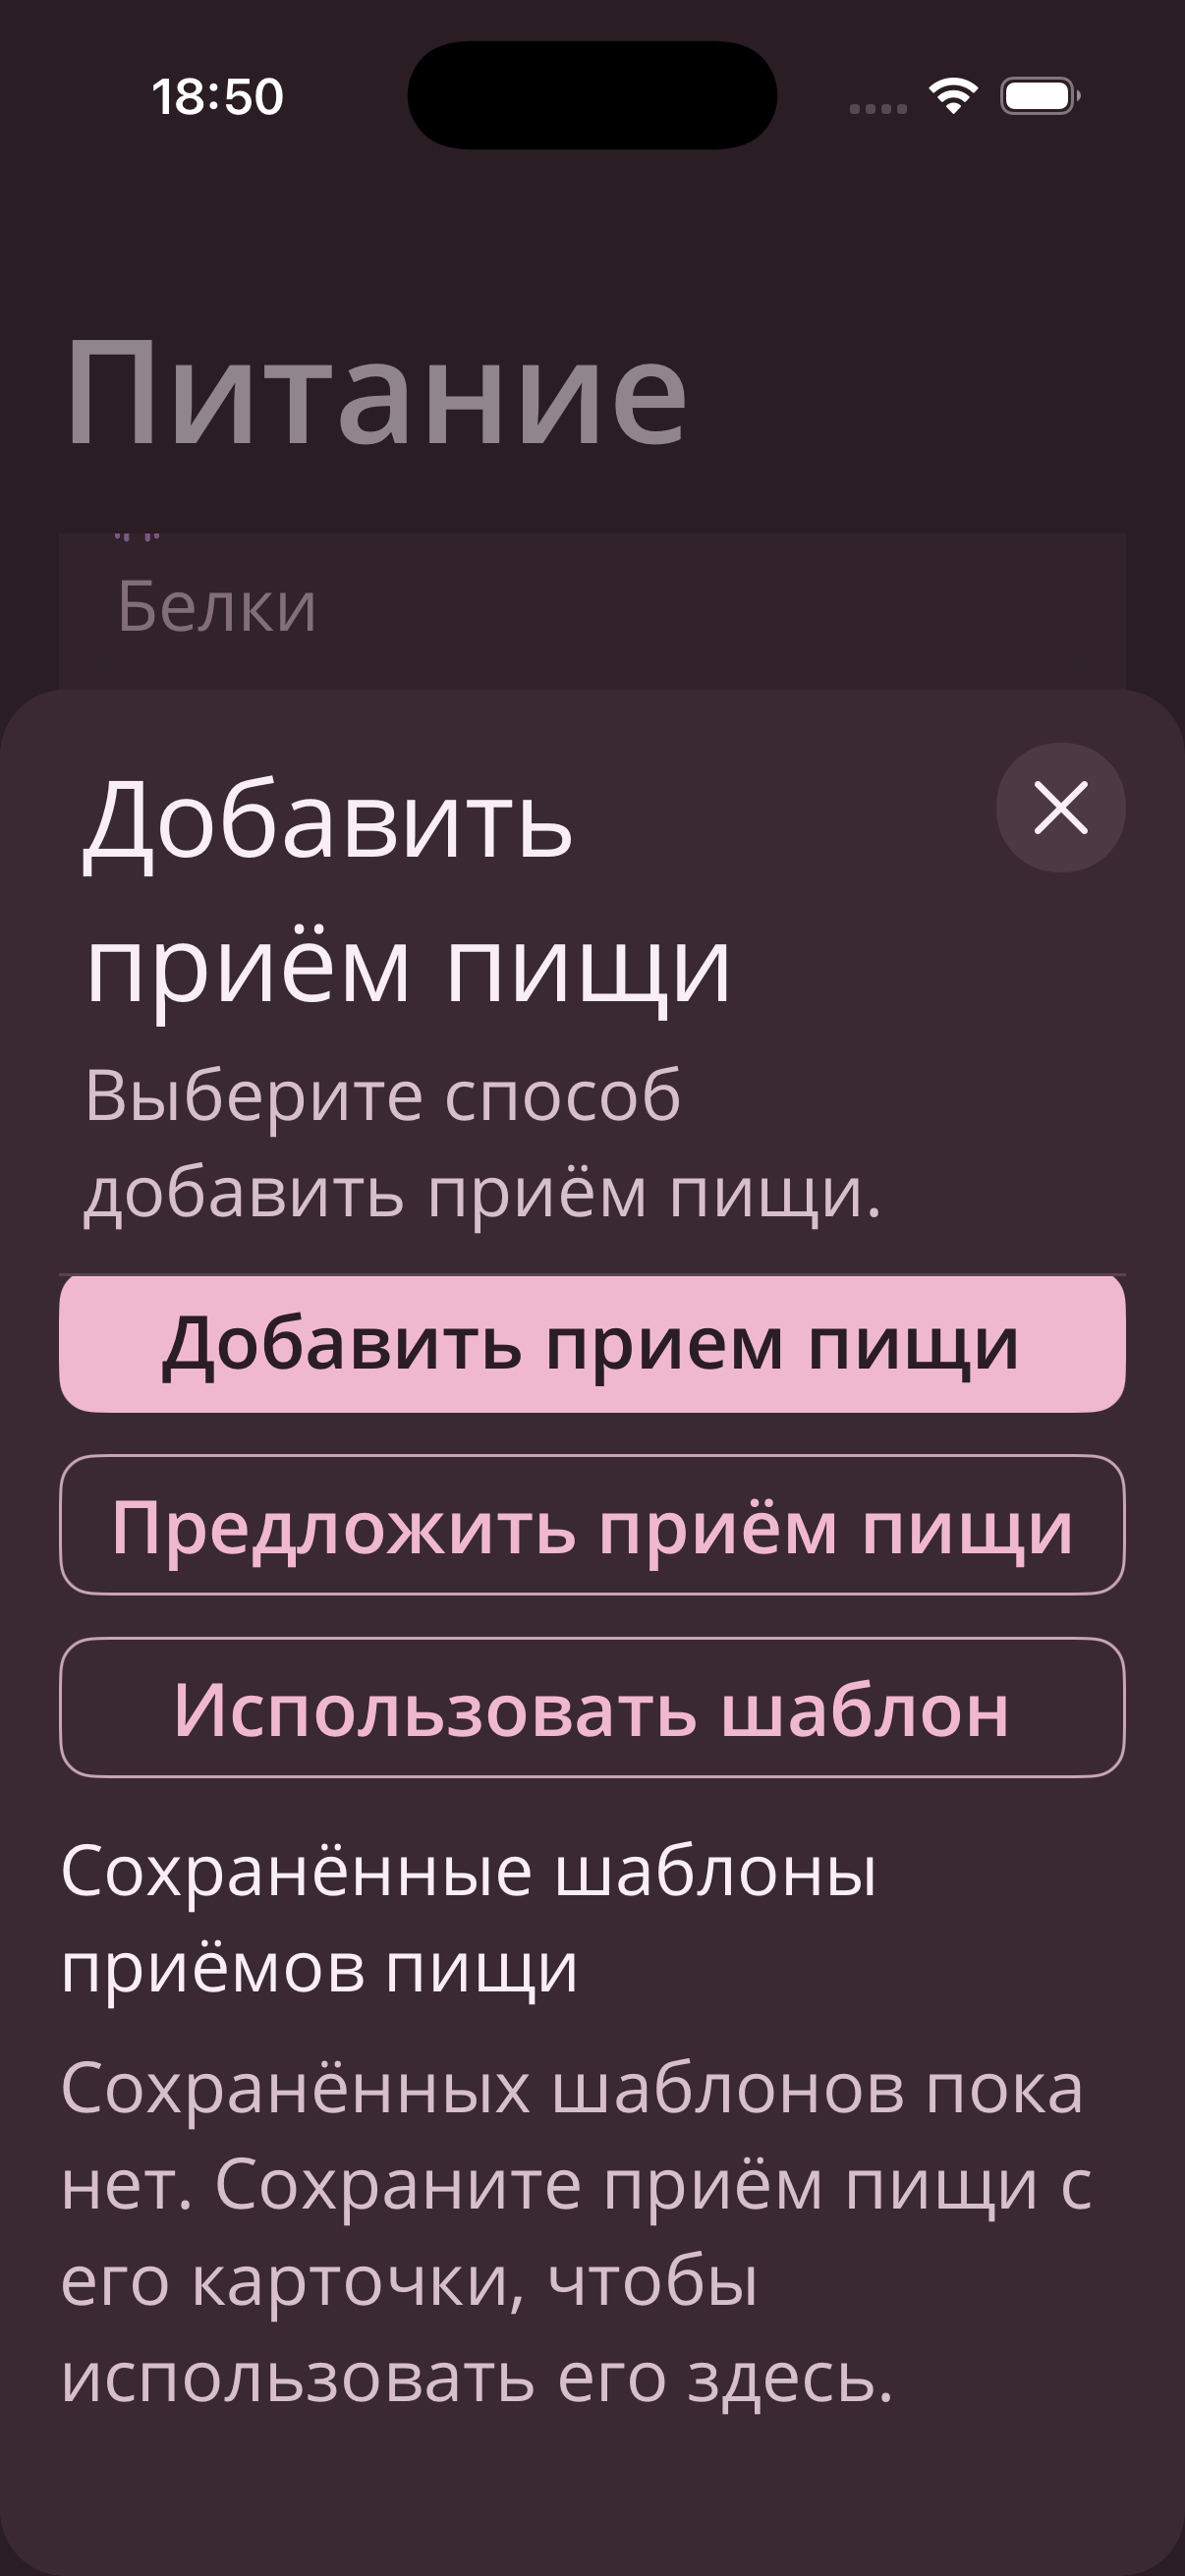 18:50
Питание
Белки
Добавить
приём пищи
Выберите способ
добавить приём пищи.
Добавить прием пищи
Предложить приём пищи
Использовать шаблон
Сохранённые шаблоны
приёмов пищи
Сохранённых шаблонов пока
нет. Сохраните приём пищи с
его карточки, чтобы
использовать его здесь.